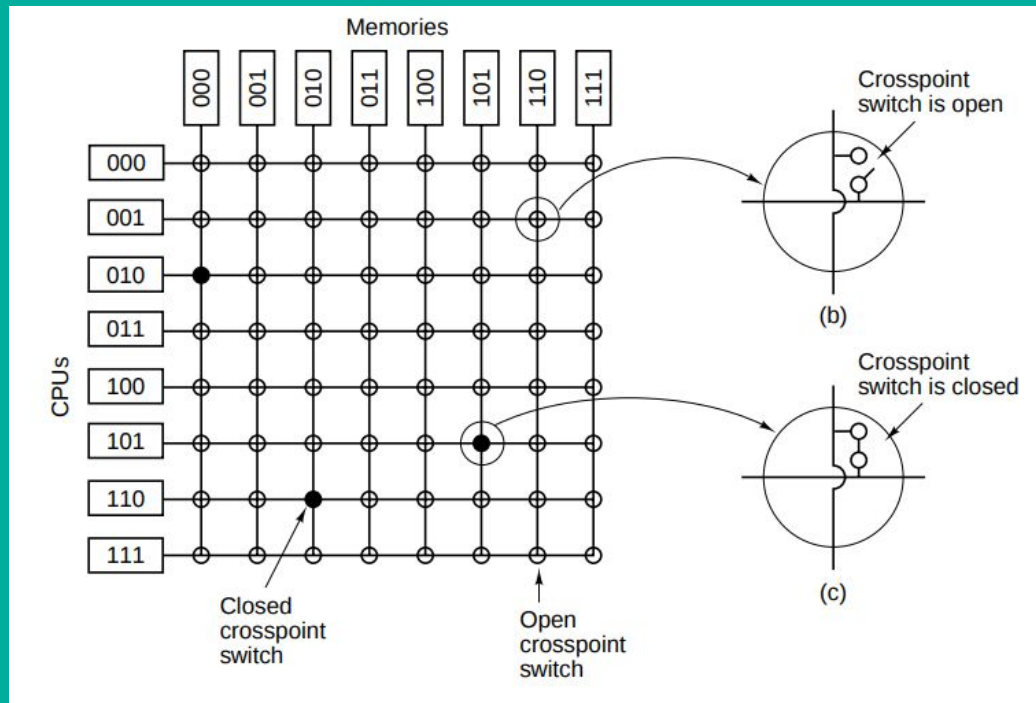 Memories
000
001
010
011
100
101
110
111
CPUs
000
001
010
011
100
101
110
111
Closed
crosspoint
switch
Open
crosspoint
switch
Crosspoint
switch is open
(b)
Crosspoint
switch is closed
(c)